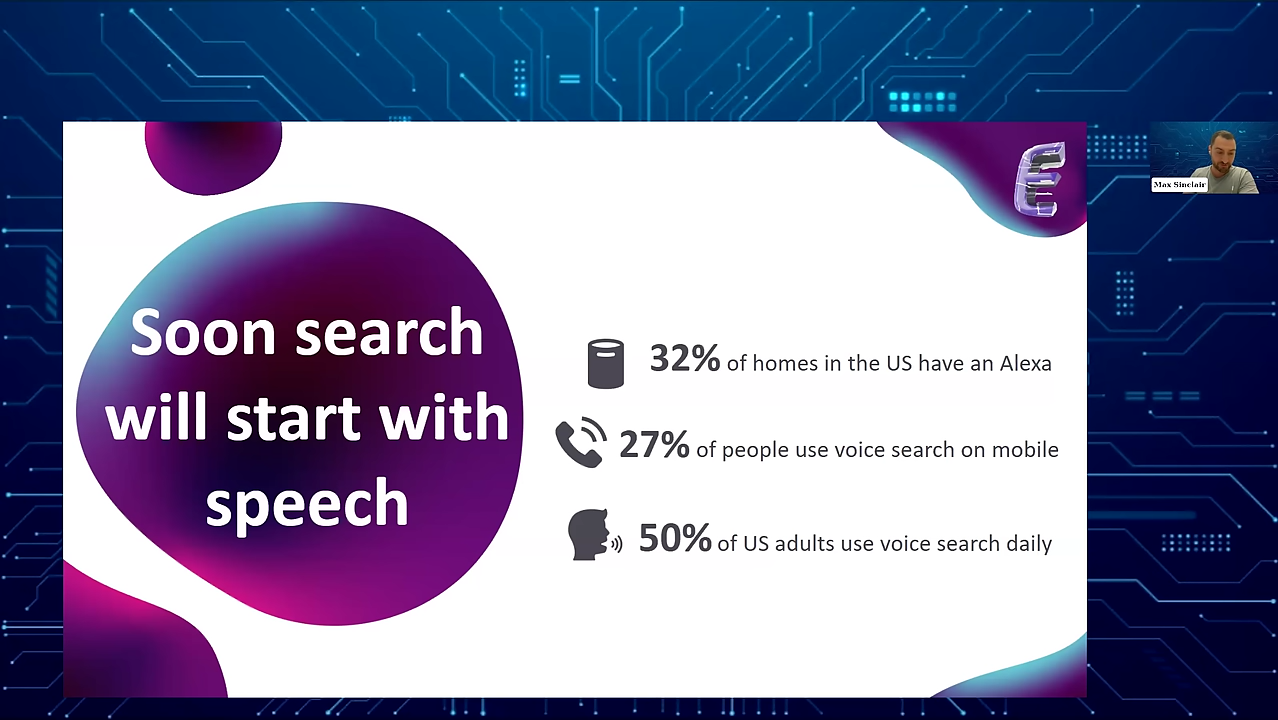 Soon search
will start with
speech
32% of homes in the US have an Alexa
27% of people use voice search on mobile
50% of US adults use voice search daily
E
Max Sinclair